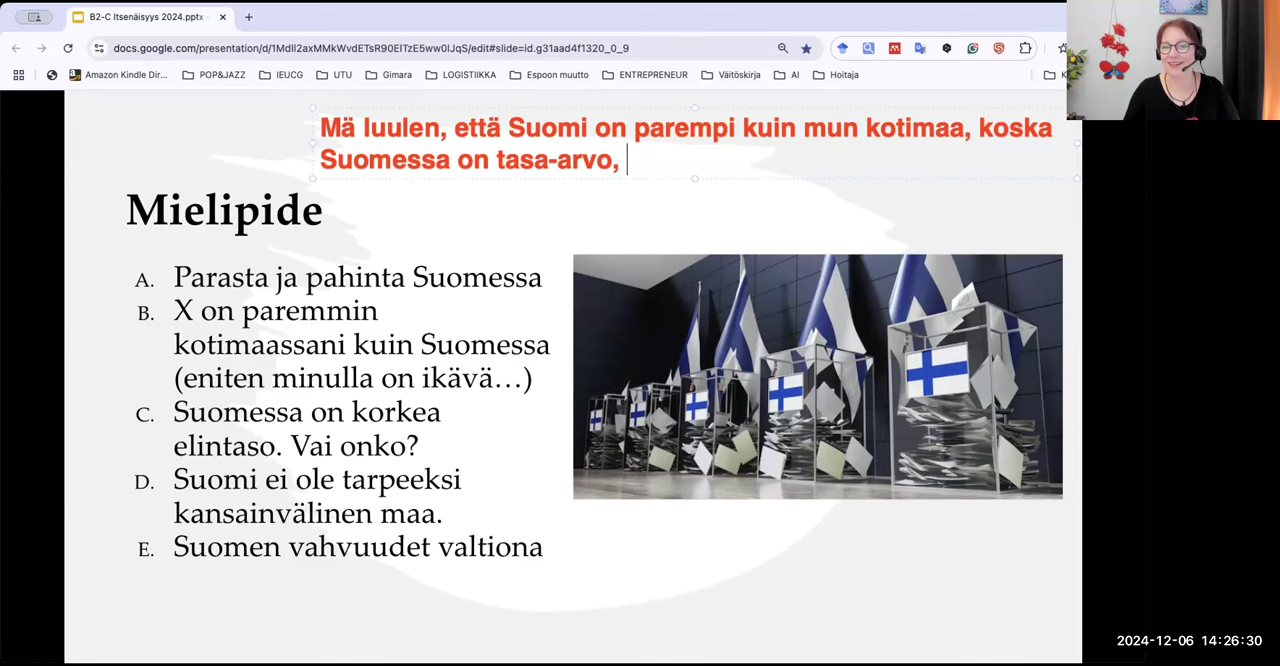 B2-C Itsenäisyys 2024.pptx
docs.google.com/presentation/d/1MdIl2axMMkWvdETsR90ElTzE5ww0lJqS/edit#slide=id.g31aad4f1320_0_9
Amazon Kindle Dir... POP&JAZZ IEUCG UTU Gimara LOGISTIIKKA Espoon muutto ENTREPRENEUR Väitöskirja AI Hoitaja
Mä luulen, että Suomi on parempi kuin mun kotimaa, koska
Suomessa on tasa-arvo,
Mielipide
A. Parasta ja pahinta Suomessa
B. X on paremmin
kotimaassani kuin Suomessa
(eniten minulla on ikävä…)
C. Suomessa on korkea
elintaso. Vai onko?
D. Suomi ei ole tarpeeksi
kansainvälinen maa.
E. Suomen vahvuudet valtiona
2024-12-06 14:26:30